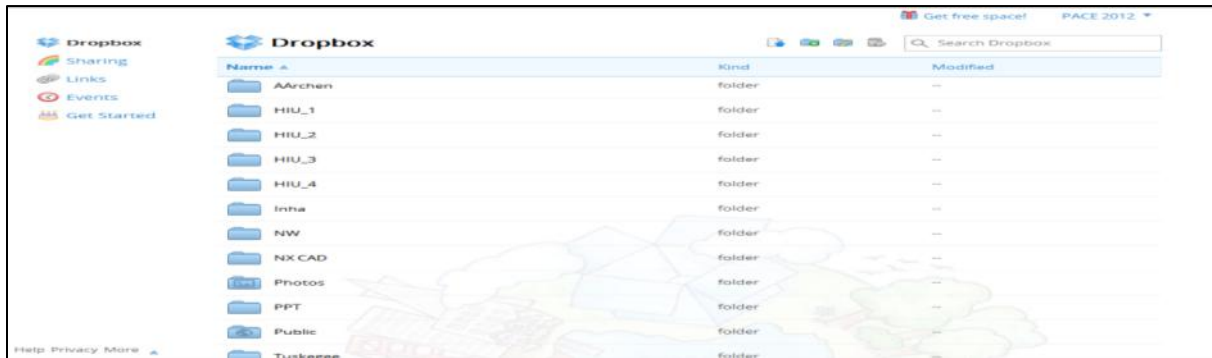 Get free space! PACE 2012
Dropbox
Sharing
Links
Events
Get Started
Dropbox
Search Dropbox
Name Kind Modified
AArchen folder --
HIU_1 folder --
HIU_2 folder --
HIU_3 folder --
HIU_4 folder --
Inha folder --
NW folder --
NX CAD folder --
Photos folder --
PPT folder --
Public folder --
Tuskegee folder --
Help Privacy More